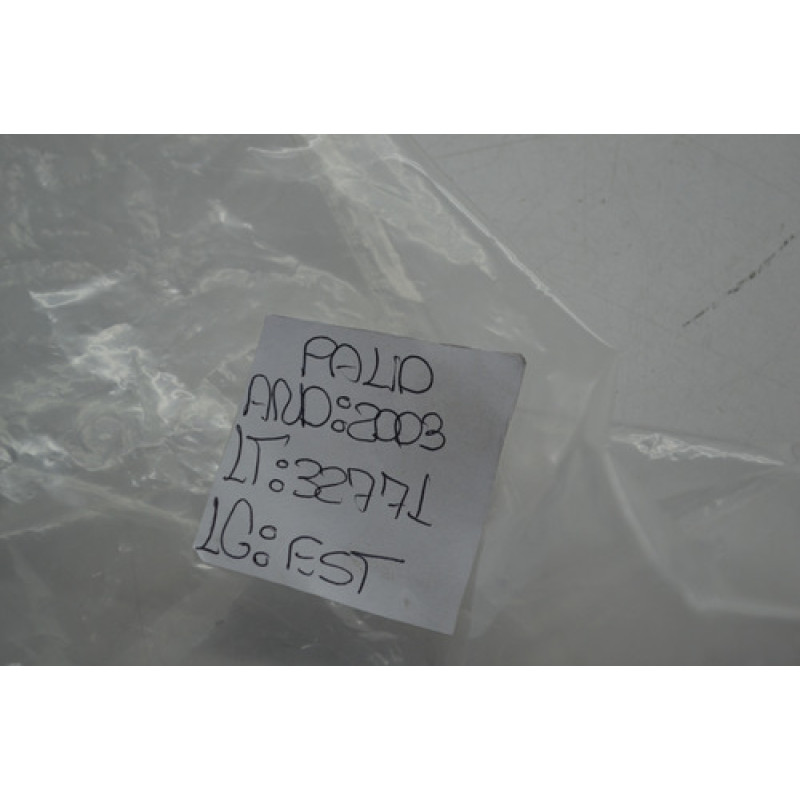 PALIO
ANO:2003
LT:32771
LG:EST